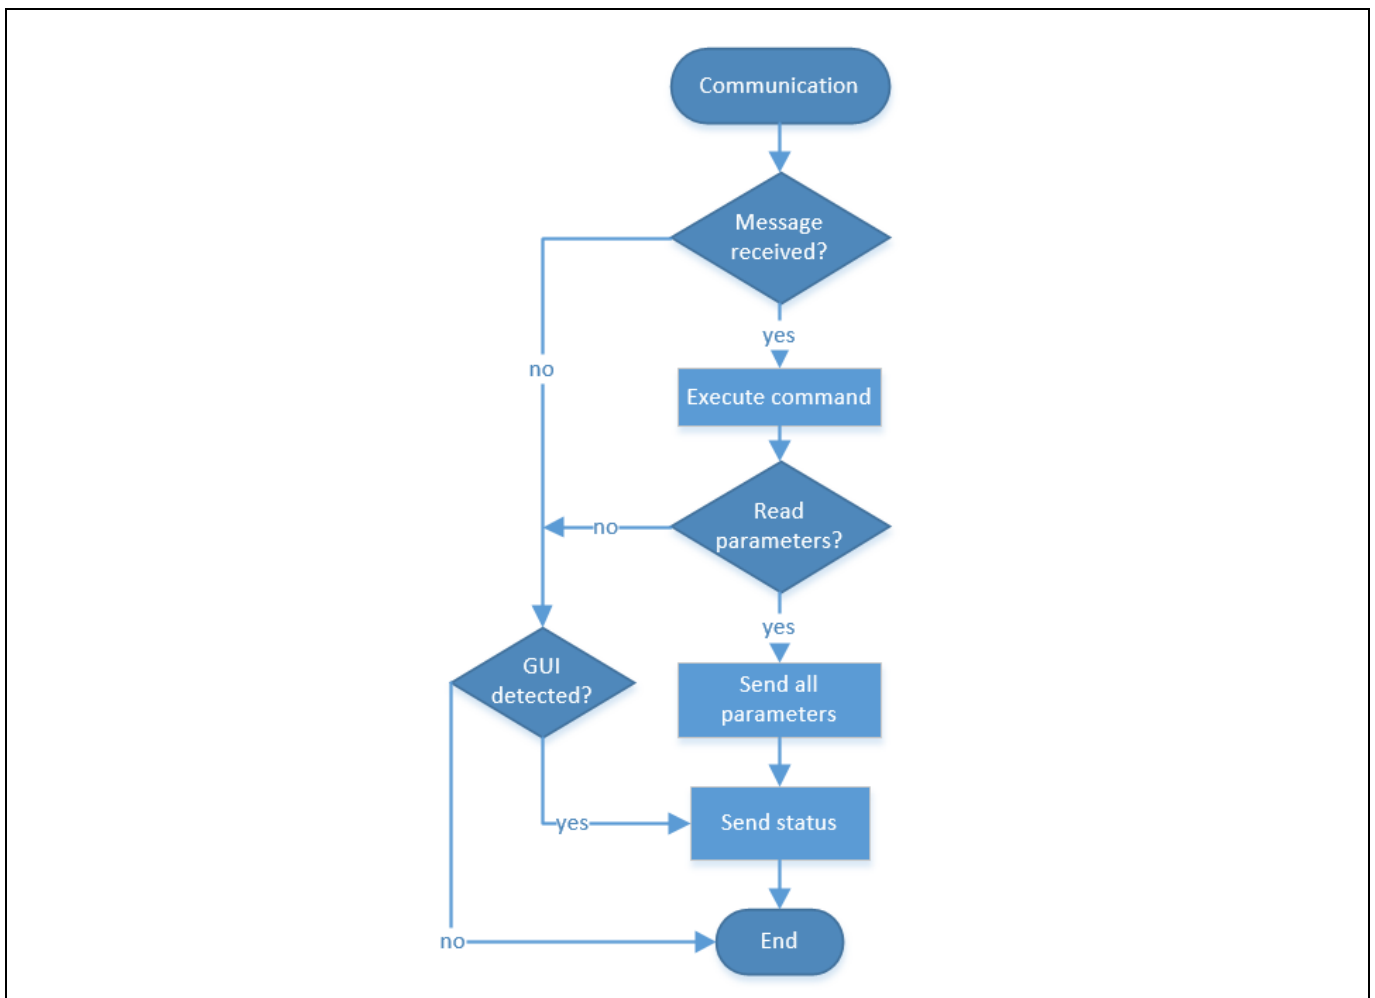 Communication
Message
received?
yes
no
Execute command
Read
parameters?
no
yes
GUI
detected?
Send all
parameters
yes
Send status
no
End